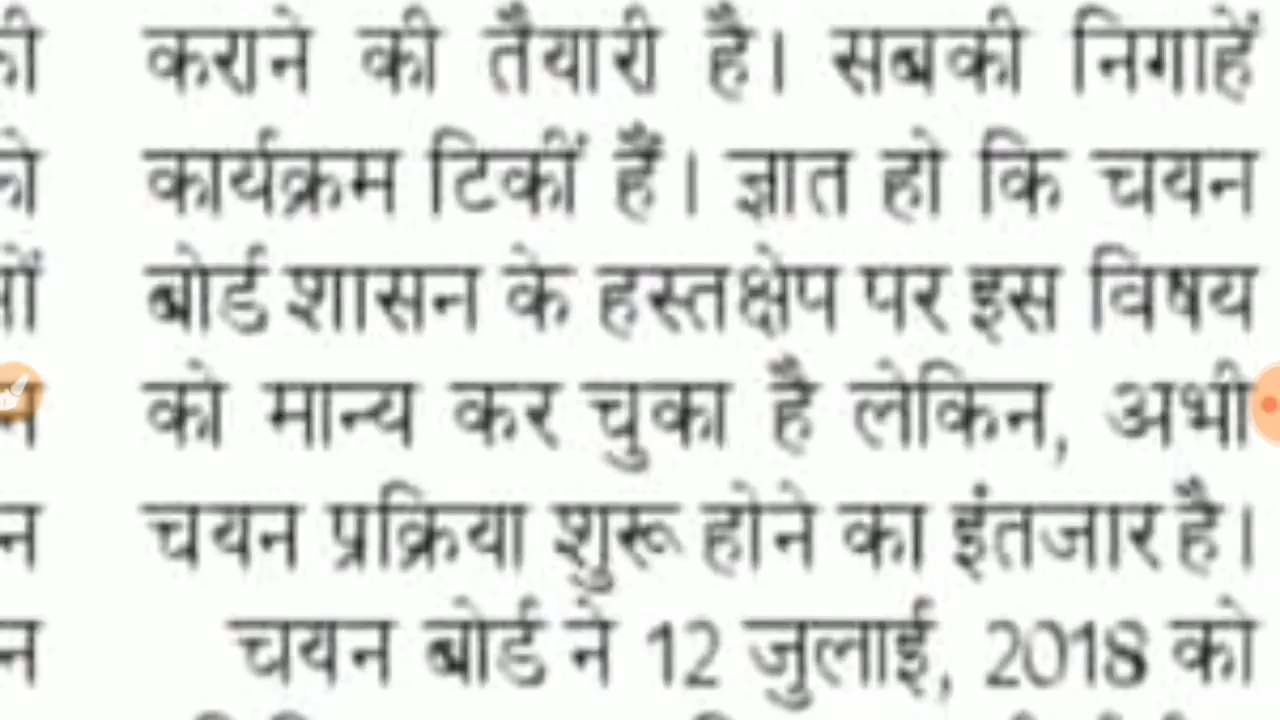 कराने की तैयारी है। सबकी निगाहें
कार्यक्रम टिकीं हैं। ज्ञात हो कि चयन
बोर्ड शासन के हस्तक्षेप पर इस विषय
को मान्य कर चुका है लेकिन, अभी
चयन प्रक्रिया शुरू होने का इंतजार है।
चयन बोर्ड ने 12 जुलाई, 2018 को